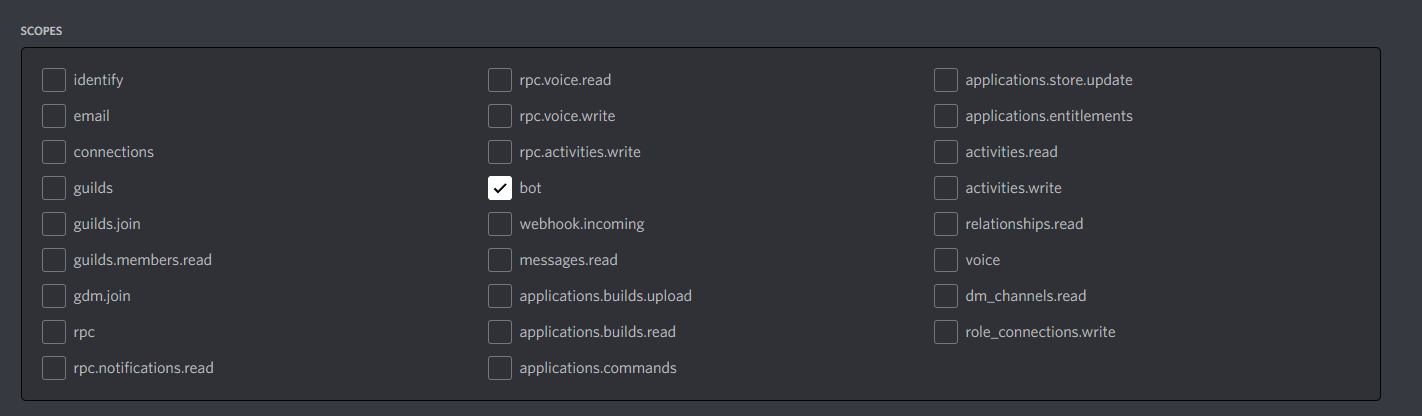 SCOPES
identify
email
connections
guilds
guilds.join
guilds.members.read
gdm.join
rpc
rpc.notifications.read
rpc.voice.read
rpc.voice.write
rpc.activities.write
bot
webhook.incoming
messages.read
applications.builds.upload
applications.builds.read
applications.commands
applications.store.update
applications.entitlements
activities.read
activities.write
relationships.read
voice
dm_channels.read
role_connections.write